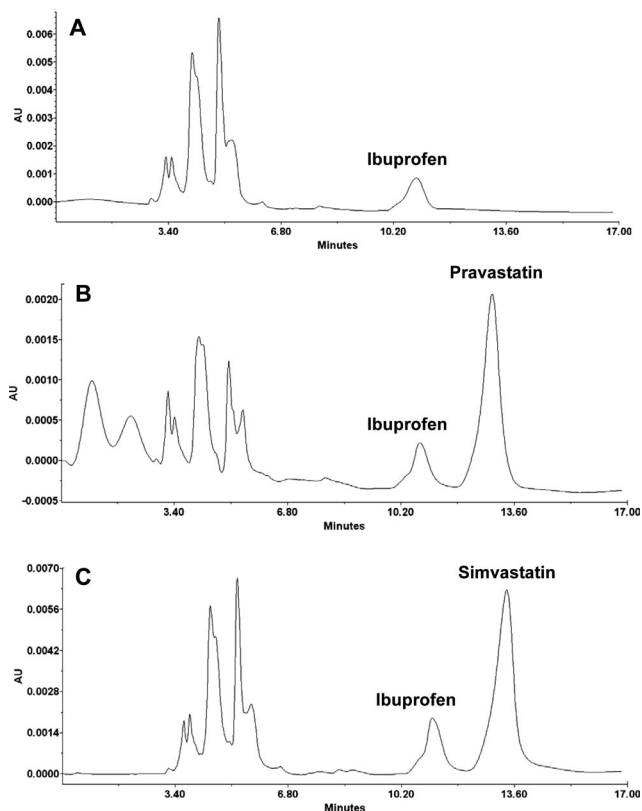 A
0.006
0.005
0.004
0.003
0.002
0.001
0.000
AU
Ibuprofen
3.40 6.80 10.20 13.60 17.00
Minutes
B
Pravastatin
0.0020
0.0015
0.0010
0.0005
0.0000
-0.0005
AU
Ibuprofen
3.40 6.80 10.20 13.60 17.00
Minutes
C
Simvastatin
0.0070
0.0056
0.0042
0.0028
0.0014
0.0000
AU
Ibuprofen
3.40 6.80 10.20 13.60 17.00
Minutes